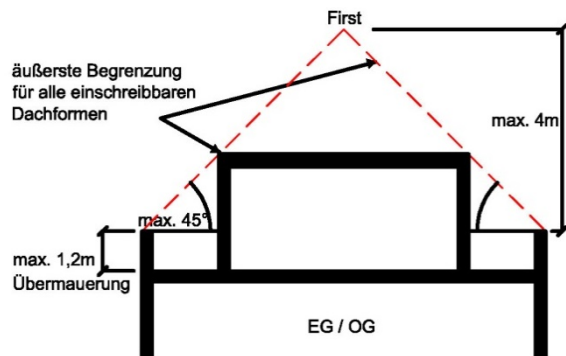 First
äußerste Begrenzung
für alle einschreibbaren
Dachformen
max. 4m
max. 45°
max. 1,2m
Übermauerung
EG / OG